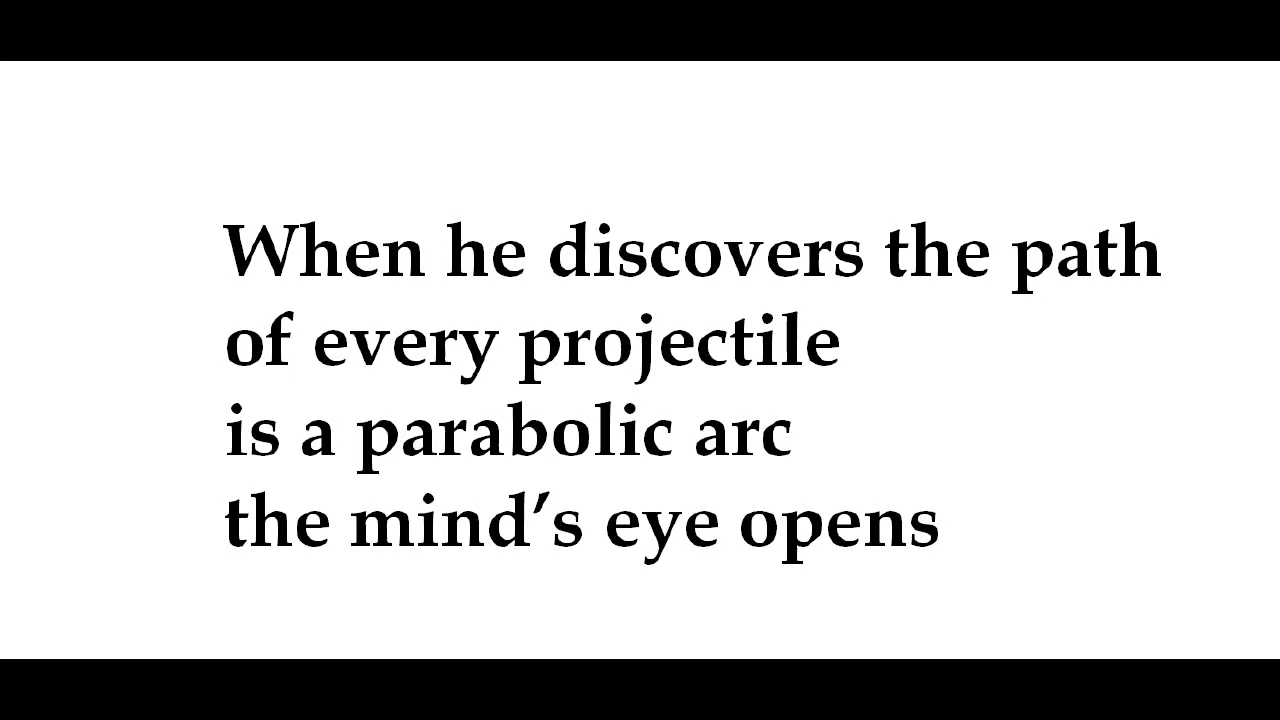 When he discovers the path
of every projectile
is a parabolic arc
the mind’s eye opens